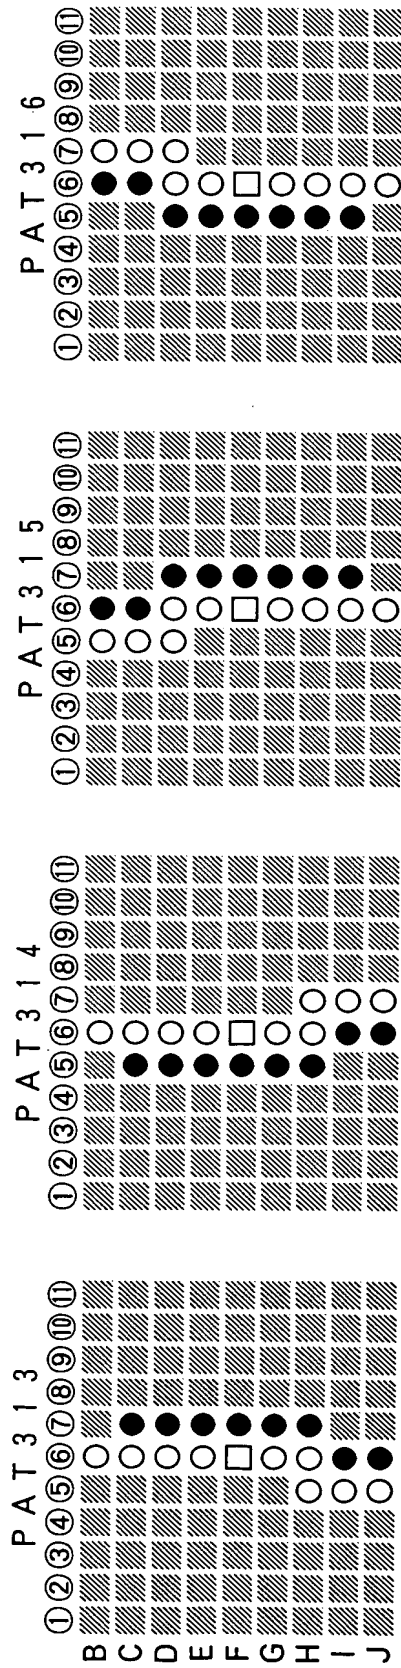 PAT313
①②③④⑤⑥⑦⑧⑨⑩⑪
B
C
D
E
F
G
H
I
J
PAT314
①②③④⑤⑥⑦⑧⑨⑩⑪
PAT315
①②③④⑤⑥⑦⑧⑨⑩⑪
PAT316
①②③④⑤⑥⑦⑧⑨⑩⑪